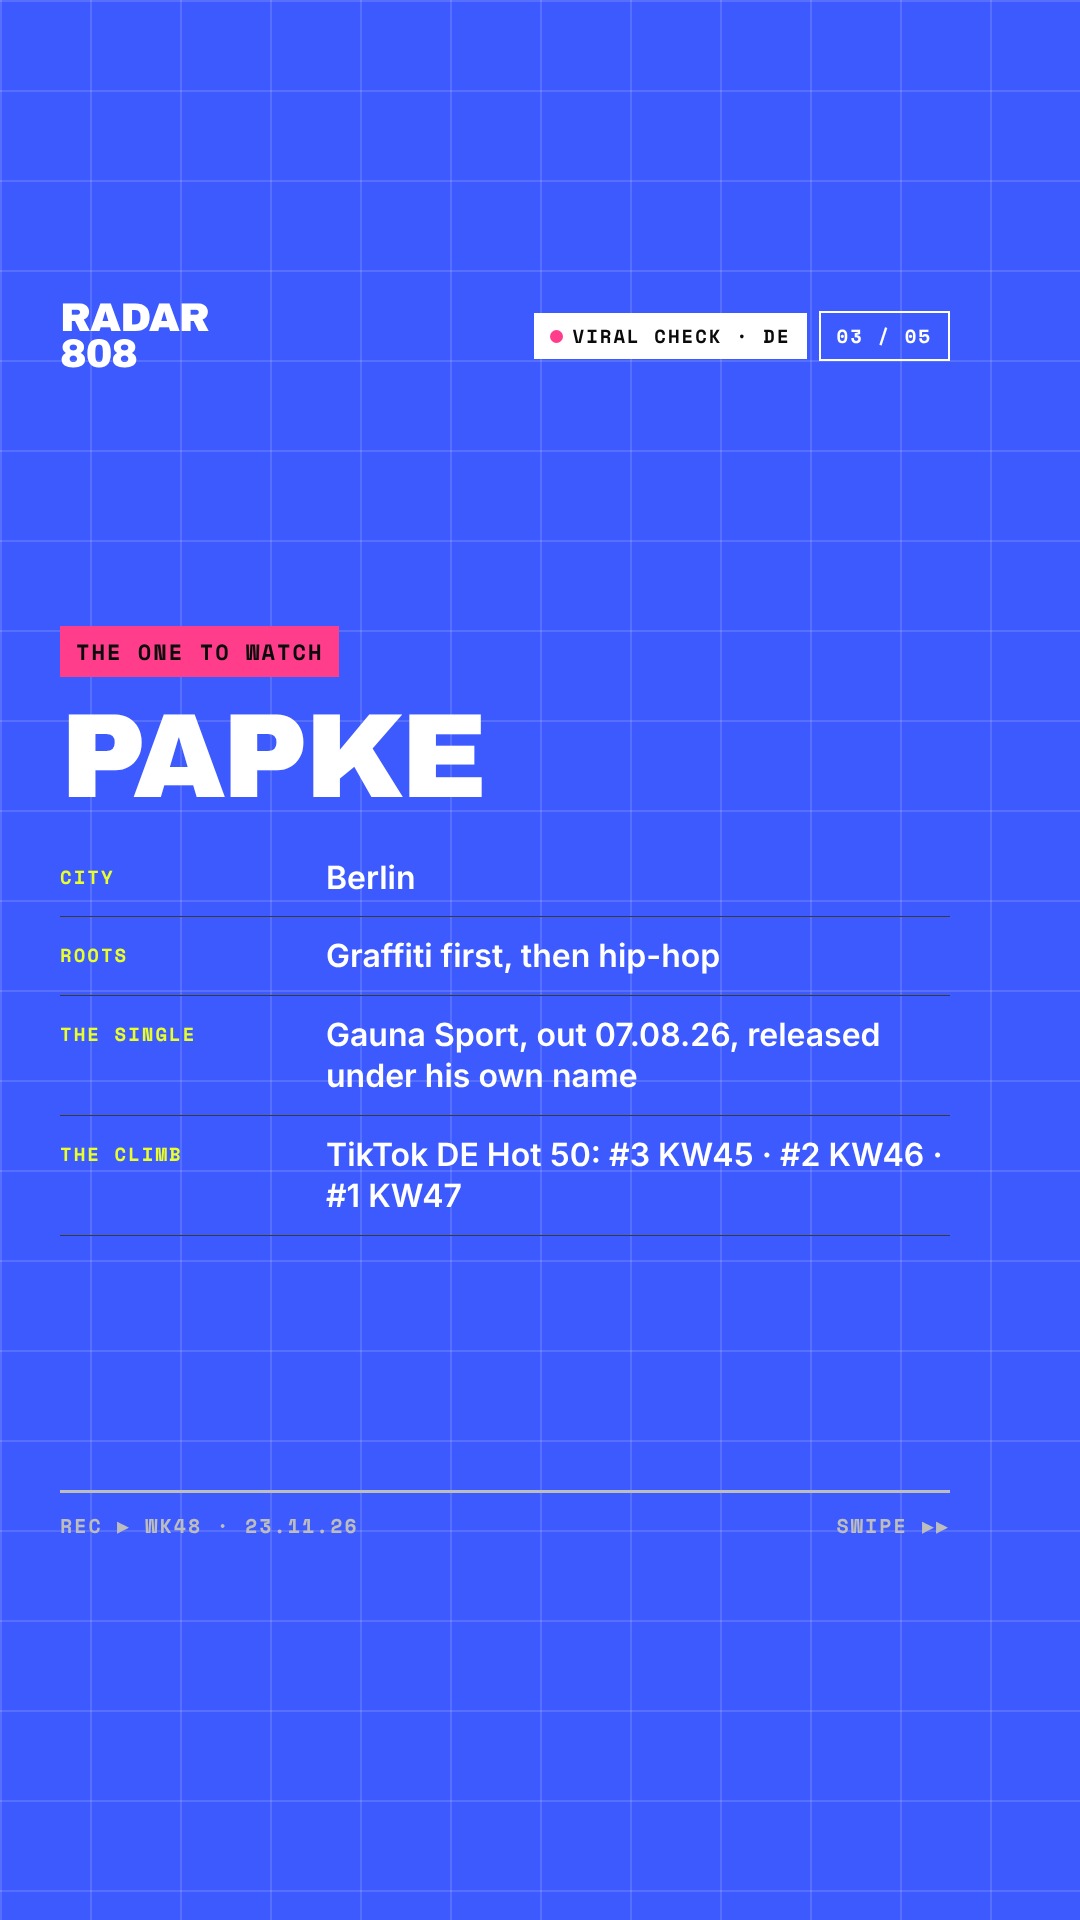 RADAR
808
VIRAL CHECK · DE
03 / 05
THE ONE TO WATCH
PAPKE
CITY
Berlin
ROOTS
Graffiti first, then hip-hop
THE SINGLE
Gauna Sport, out 07.08.26, released
under his own name
THE CLIMB
TikTok DE Hot 50: #3 KW45 · #2 KW46 ·
#1 KW47
REC ▶ WK48 · 23.11.26
SWIPE ▶▶